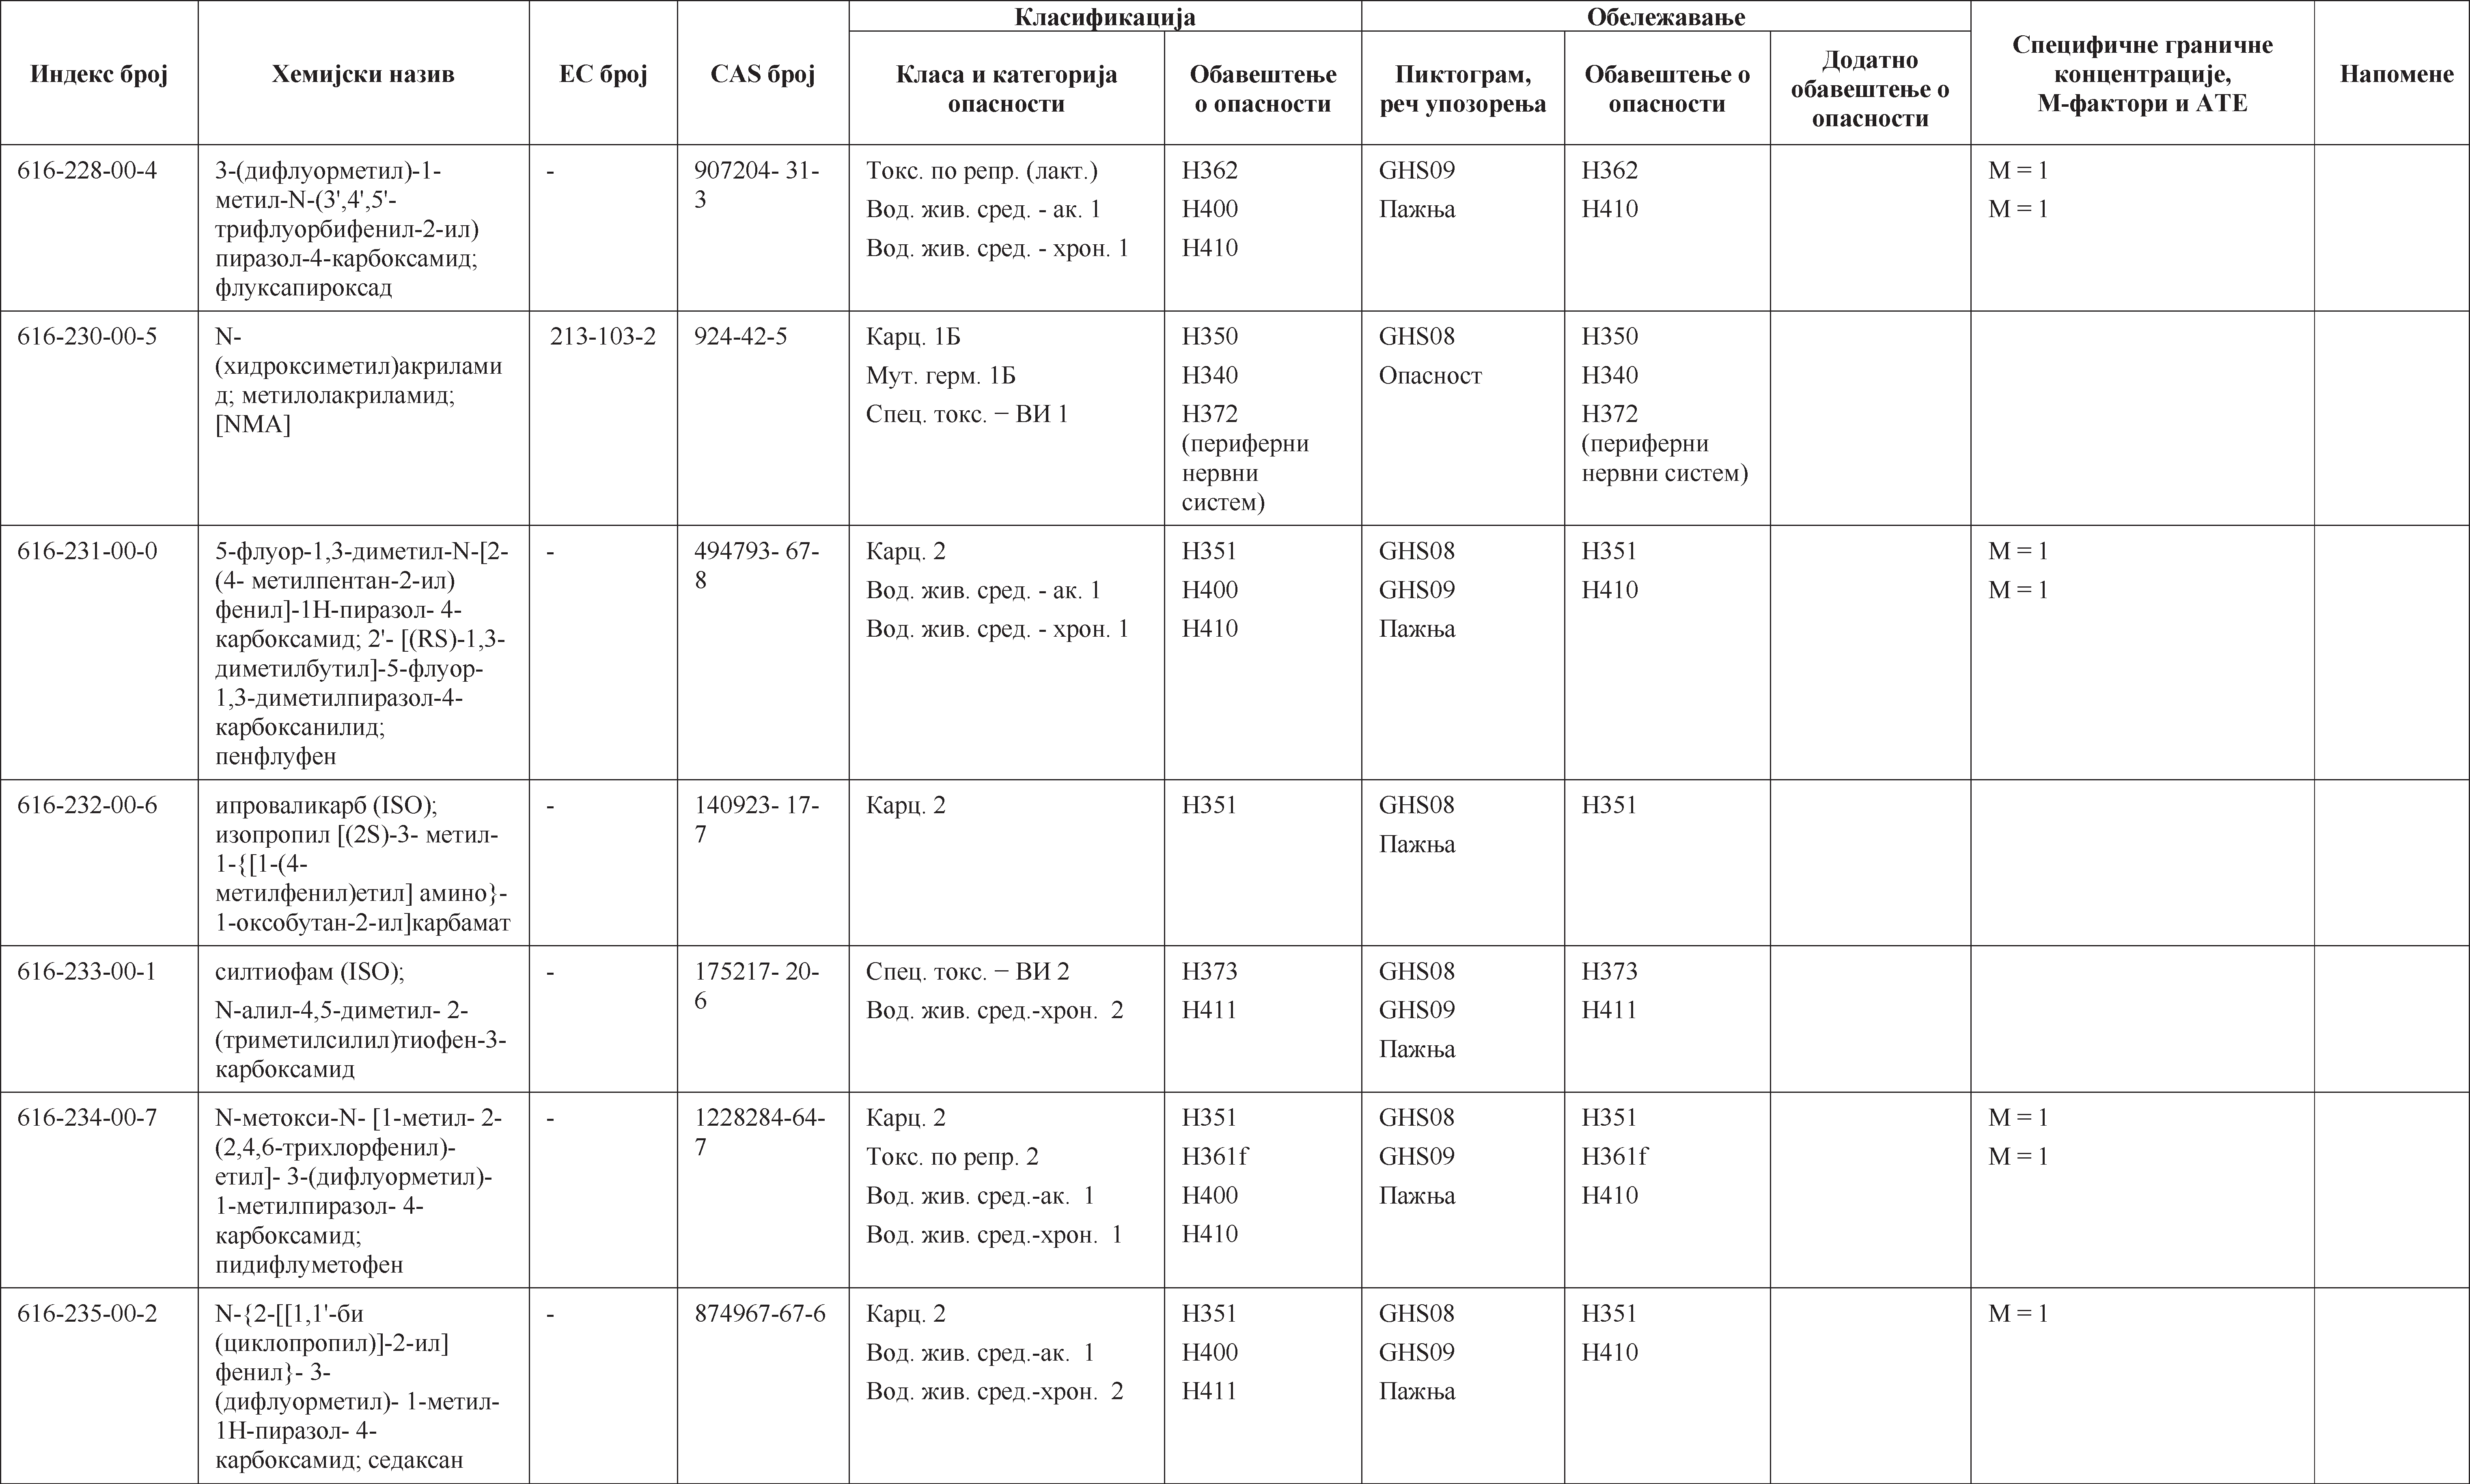 Класификација
Обележавање
Индекс број
Хемијски назив
ЕС број
CAS број
Класа и категорија
опасности
Обавештење
о опасности
Пиктограм,
реч упозорења
Обавештење о
опасности
Додатно
обавештење о
опасности
Специфичне граничне
концентрације,
М-фактори и АТЕ
Напомене
616-228-00-4
3-(дифлуорметил)-1-
метил-N-(3',4',5'-
трифлуорбифенил-2-ил)
пиразол-4-карбоксамид;
флуксапироксад
-
907204- 31-
3
Токс. по репр. (лакт.)
Вод. жив. сред. - ак. 1
Вод. жив. сред. - хрон. 1
H362
H400
H410
GHS09
Пажња
H362
H410
M = 1
M = 1
616-230-00-5
N-
(хидроксиметил)акрилами
д; метилолакриламид;
[NMA]
213-103-2
924-42-5
Карц. 1Б
Мут. герм. 1Б
Спец. токс. − ВИ 1
H350
H340
H372
(периферни
нервни
систем)
GHS08
Опасност
H350
H340
H372
(периферни
нервни систем)
616-231-00-0
5-флуор-1,3-диметил-N-[2-
(4- метилпентан-2-ил)
фенил]-1H-пиразол- 4-
карбоксамид; 2'- [(RS)-1,3-
диметилбутил]-5-флуор-
1,3-диметилпиразол-4-
карбоксанилид;
пенфлуфен
-
494793- 67-
8
Карц. 2
Вод. жив. сред. - ак. 1
Вод. жив. сред. - хрон. 1
H351
H400
H410
GHS08
GHS09
Пажња
H351
H410
M = 1
M = 1
616-232-00-6
ипроваликарб (ISO);
изопропил [(2S)-3- метил-
1-{[1-(4-
метилфенил)етил] амино}-
1-оксобутан-2-ил]карбамат
-
140923- 17-
7
Карц. 2
H351
GHS08
Пажња
H351
616-233-00-1
силтиофам (ISO);
N-алил-4,5-диметил- 2-
(триметилсилил)тиофен-3-
карбоксамид
-
175217- 20-
6
Спец. токс. − ВИ 2
Вод. жив. сред.-хрон.  2
H373
H411
GHS08
GHS09
Пажња
H373
H411
616-234-00-7
N-метокси-N- [1-метил- 2-
(2,4,6-трихлорфенил)-
етил]- 3-(дифлуорметил)-
1-метилпиразол- 4-
карбоксамид;
пидифлуметофен
-
1228284-64-
7
Карц. 2
Токс. по репр. 2
Вод. жив. сред.-ак.  1
Вод. жив. сред.-хрон.  1
H351
H361f
H400
H410
GHS08
GHS09
Пажња
H351
H361f
H410
M = 1
M = 1
616-235-00-2
N-{2-[[1,1'-би
(циклопропил)]-2-ил]
фенил}- 3-
(дифлуорметил)- 1-метил-
1H-пиразол- 4-
карбоксамид; седаксан
-
874967-67-6
Карц. 2
Вод. жив. сред.-ак.  1
Вод. жив. сред.-хрон.  2
H351
H400
H411
GHS08
GHS09
Пажња
H351
H410
M = 1